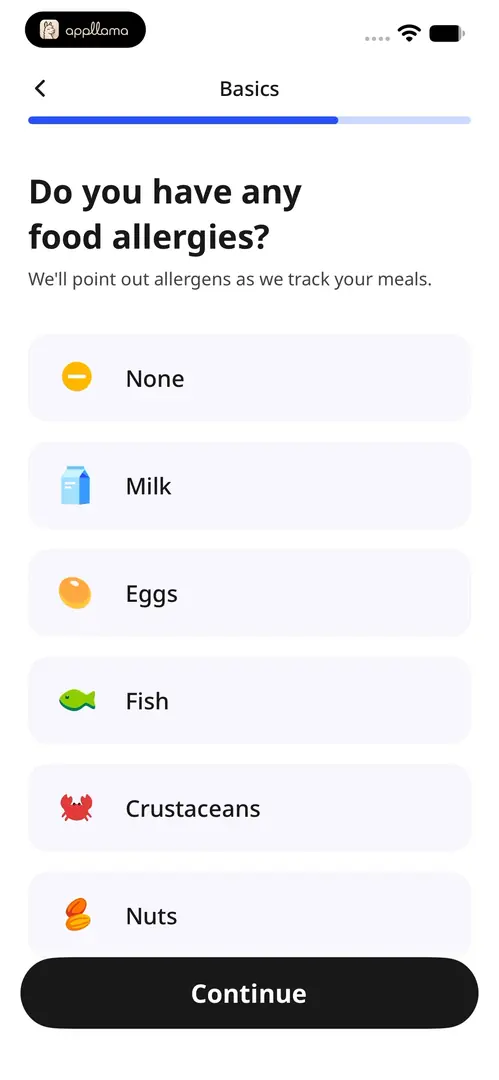 appllama
Basics
Do you have any
food allergies?
We'll point out allergens as we track your meals.
None
Milk
Eggs
Fish
Crustaceans
Nuts
Continue